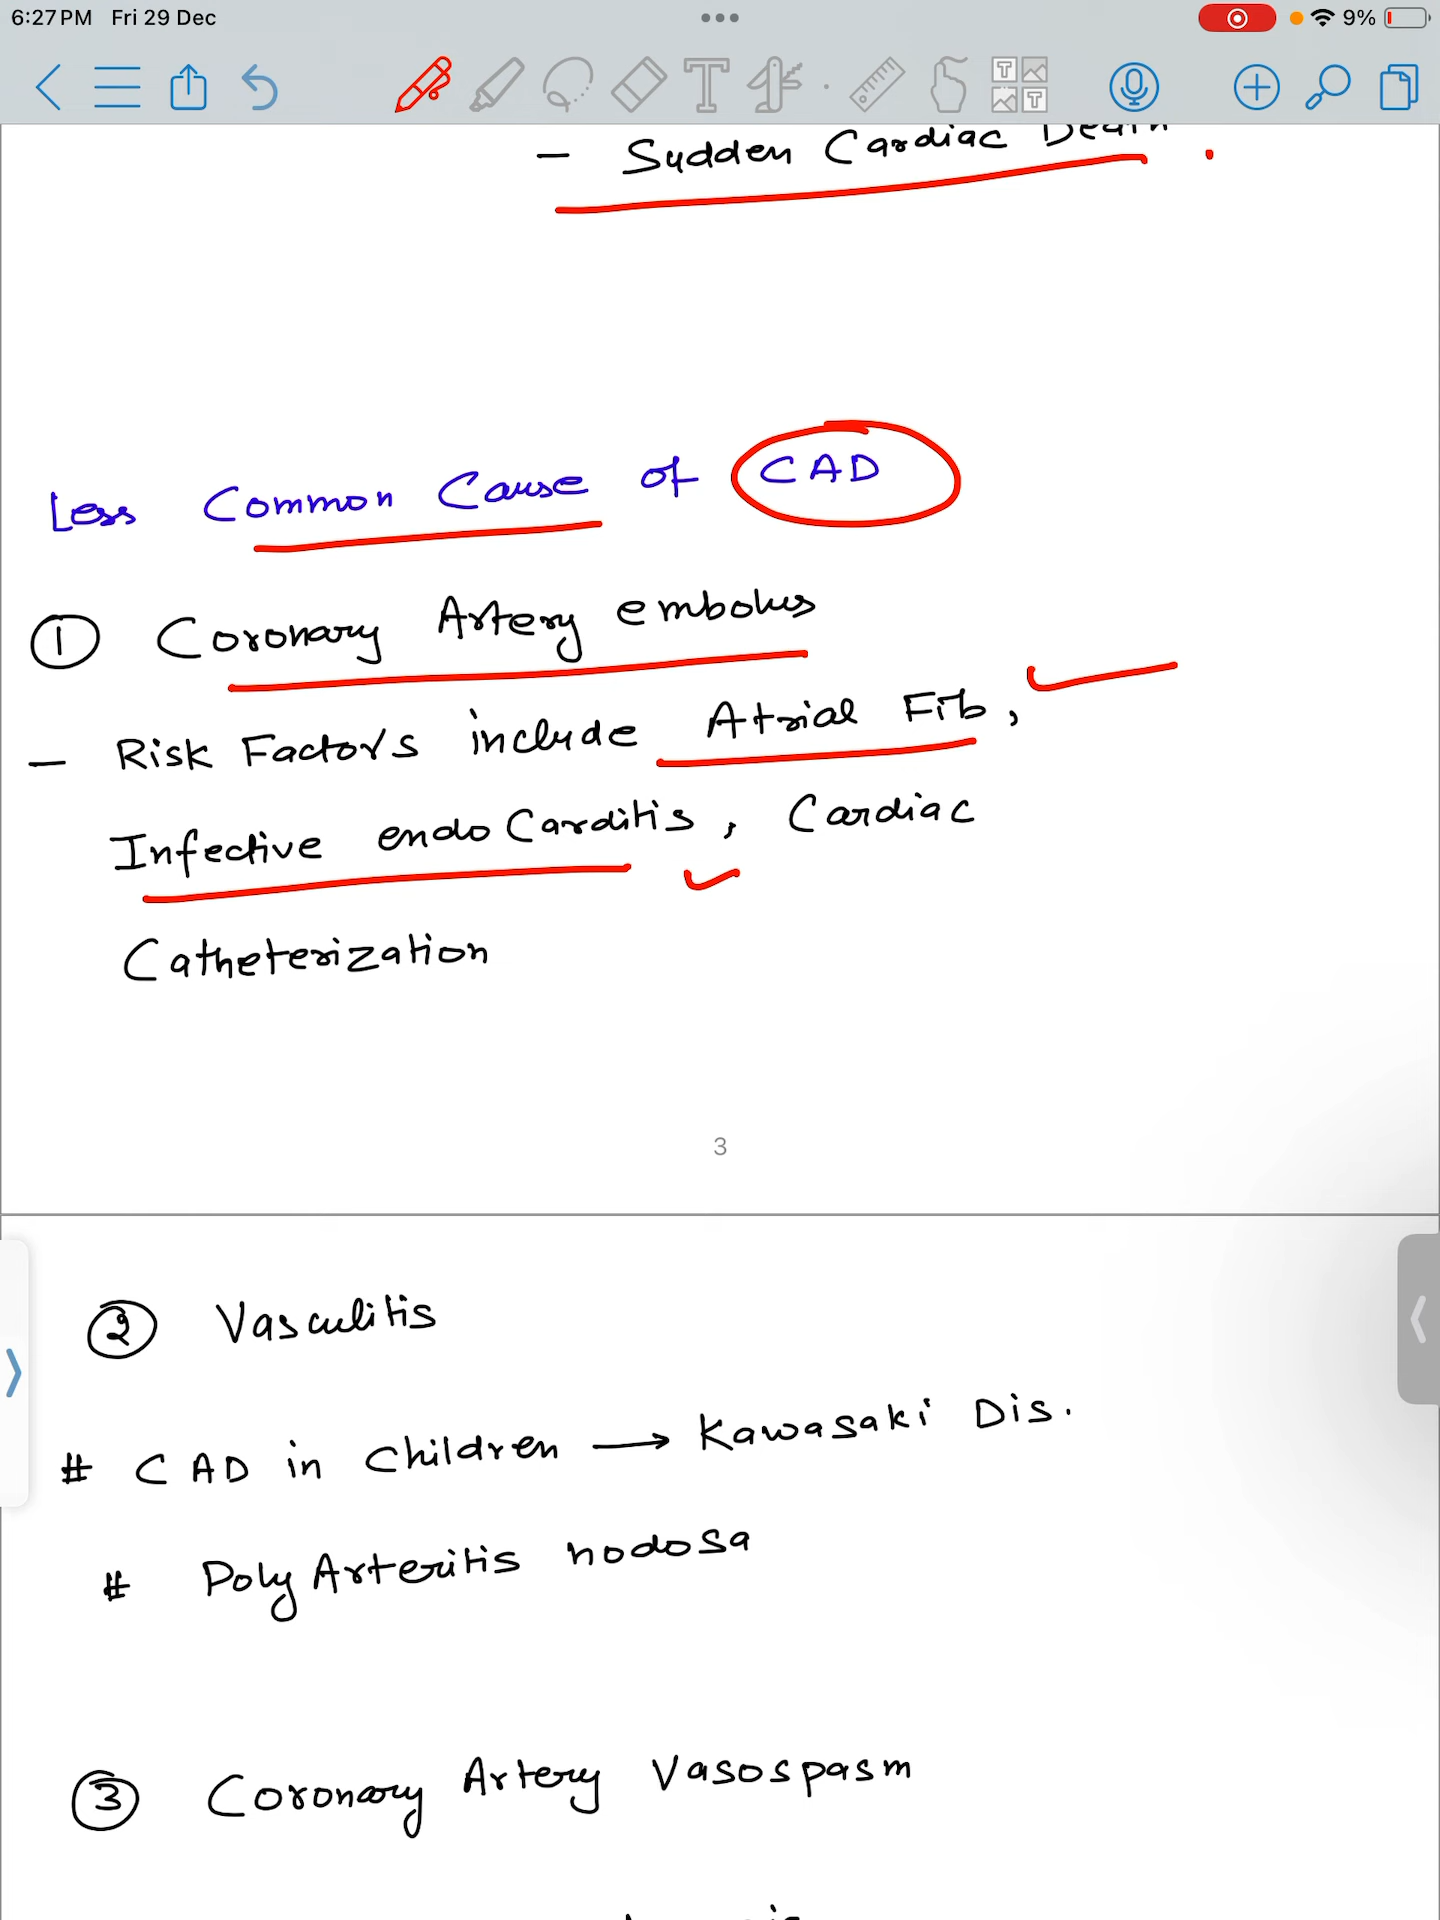 6:27 PM Fri 29 Dec
9%
- Sudden Cardiac Death.
Less Common Cause of CAD
① Coronary Artery embolus
- Risk Factors include Atrial Fib,
Infective endo Carditis, Cardiac
Catheterization
3
② Vasculitis
# CAD in children → Kawasaki Dis.
# Poly Arteritis nodosa
③ Coronary Artery Vasospasm